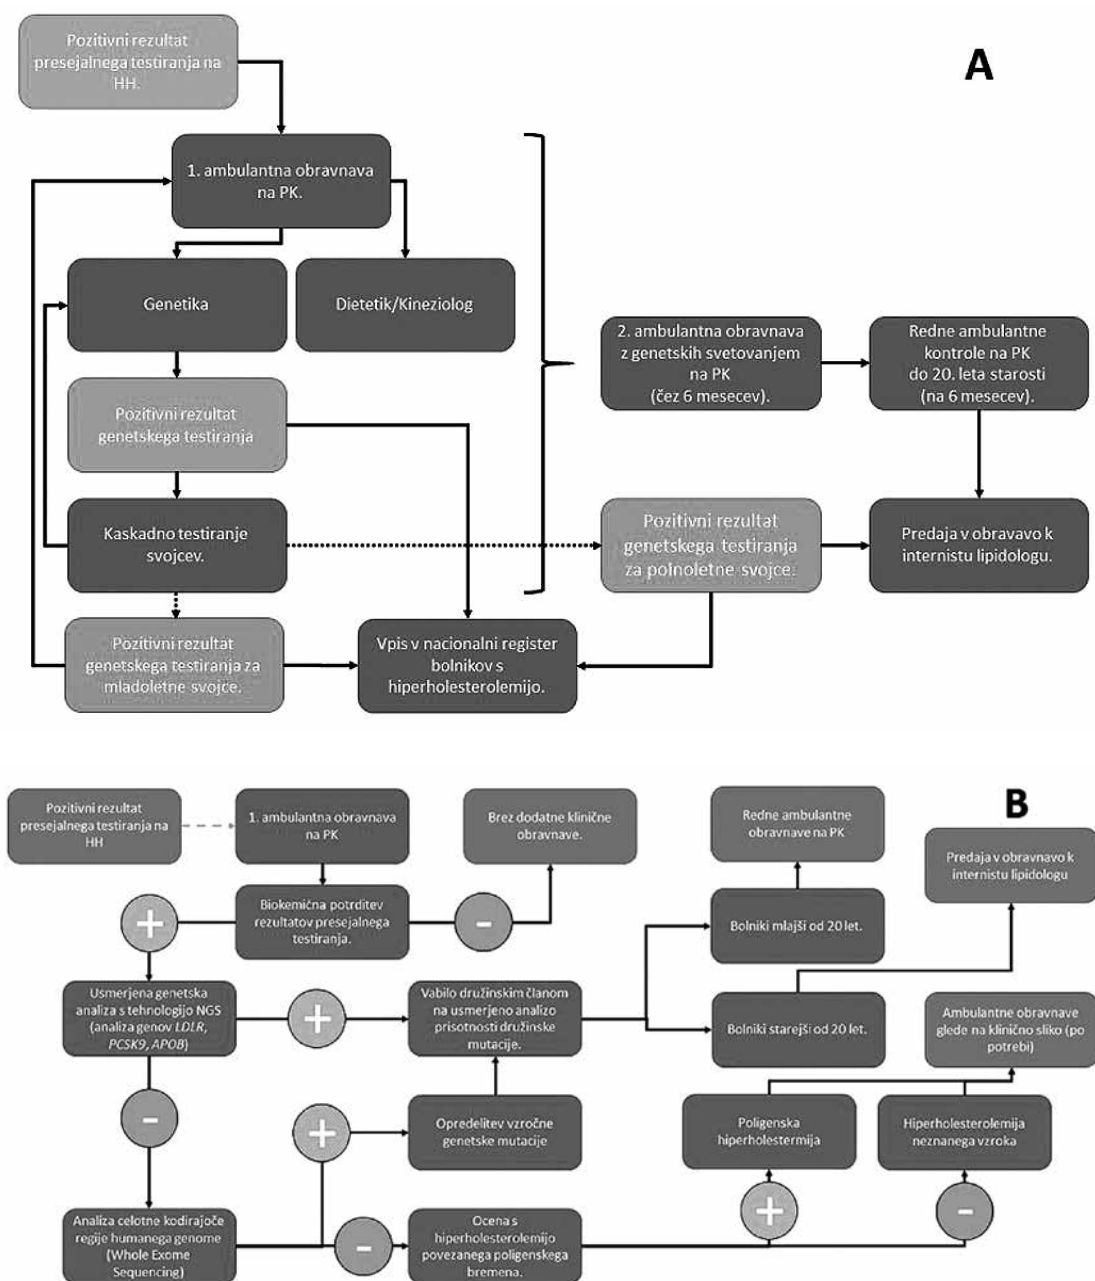 A
Pozitivni rezultat
presejalnega testiranja na
HH.
1. ambulantna obravnava
na PK.
Genetika
Dietetik/Kineziolog
Pozitivni rezultat
genetskega testiranja
Kaskadno testiranje
svojcev.
Pozitivni rezultat
genetskega testiranja za
mladoletne svojce.
Vpis v nacionalni register
bolnikov s
hiperholesterolemijo.
2. ambulantna obravnava
z genetskih svetovanjem
na PK
(čez 6 mesecev).
Redne ambulantne
kontrole na PK
do 20. leta starosti
(na 6 mesecev).
Pozitivni rezultat
genetskega testiranja
za polnoletne svojce.
Predaja v obravavo k
internistu lipidologu.
B
Pozitivni rezultat
presejalnega testiranja na
HH
1. ambulantna obravnava
na PK
Brez dodatne klinične
obravnave.
Redne ambulantne
obravnave na PK
Predaja v obravnavo k
internistu lipidologu
+
Biokemična potrditev
rezultatov presejalnega
testiranja.
-
Bolniki mlajši od 20 let.
Usmerjena genetska
analiza s tehnologijo NGS
(analiza genov LDLR,
PCSK9, APOB)
+
Vabilo družinskim članom
na usmerjeno analizo
prisotnosti družinske
mutacije.
Bolniki starejši od 20 let.
Ambulantne obravnave
glede na klinično sliko (po
potrebi)
-
+
Opredelitev vzročne
genetske mutacije
Poligenska
hiperholestermija
Hiperholesterolemija
neznanega vzroka
Analiza celotne kodirajoče
regije humanega genome
(Whole Exome
Sequencing)
-
Ocena s
hiperholesterolemijo
povezanega poligenskega
bremena.
+
-